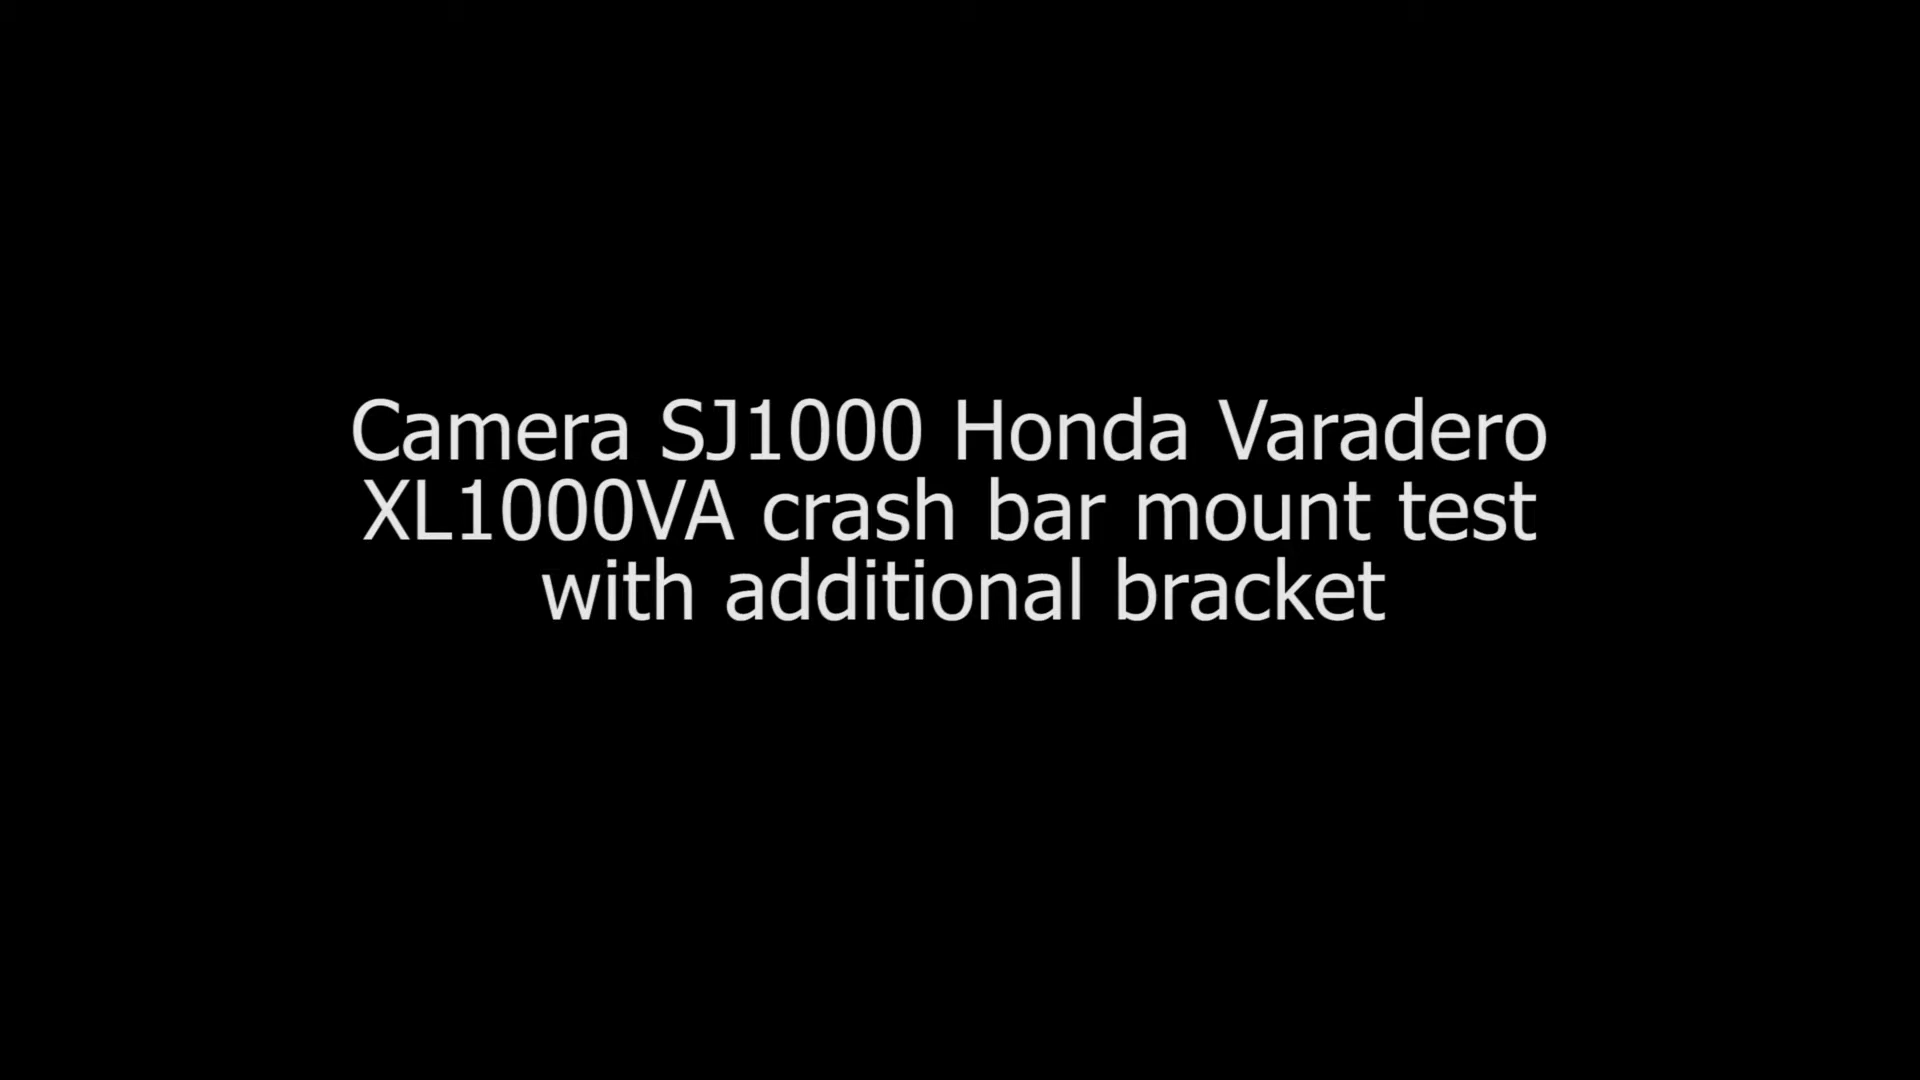 Camera SJ1000 Honda Varadero
XL1000VA crash bar mount test
with additional bracket